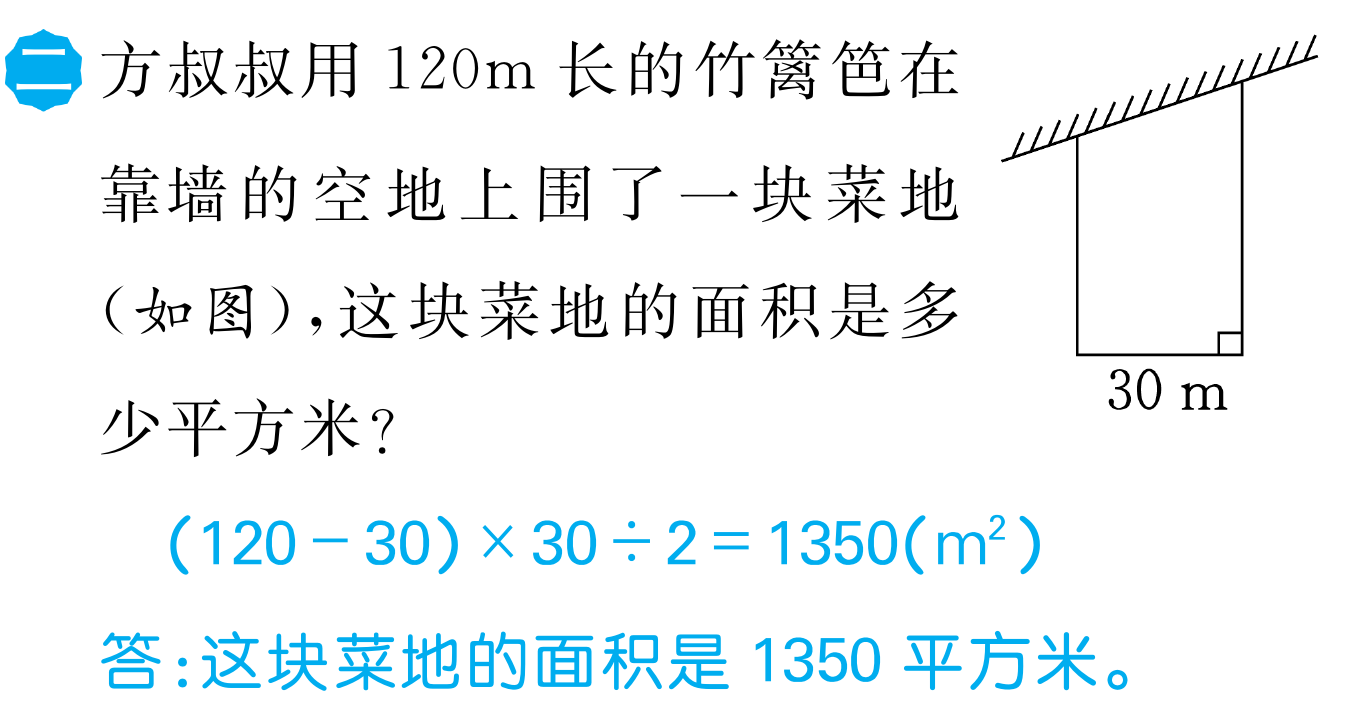 二 方叔叔用 120m 长的竹篱笆在
靠墙的空地上围了一块菜地
(如图),这块菜地的面积是多
少平方米?
30 m
(120－30)×30÷2＝1350(m²)
答:这块菜地的面积是 1350 平方米。